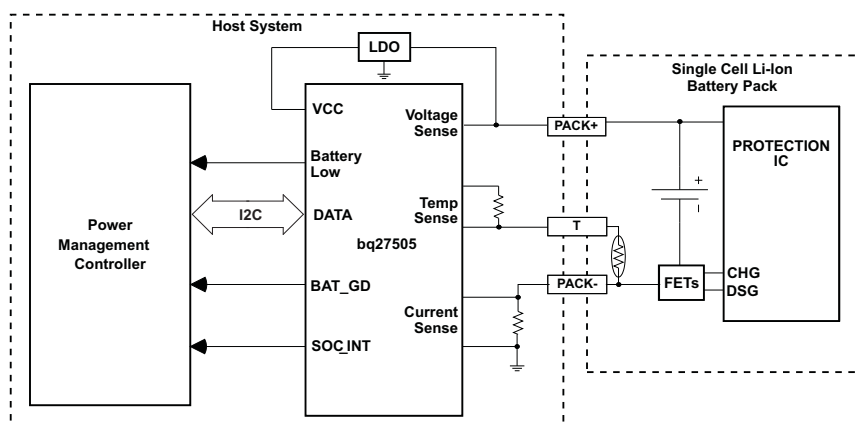 Host System
LDO
Single Cell Li-Ion
Battery Pack
VCC
Voltage
Sense
PACK+
PROTECTION
IC
Battery
Low
+
–
I2C
DATA
Temp
Sense
T
Power
Management
Controller
bq27505
BAT_GD
PACK-
FETs
CHG
DSG
Current
Sense
SOC_INT